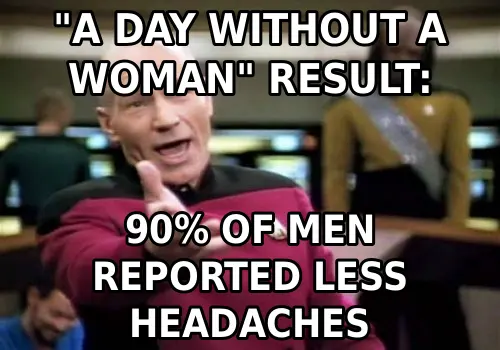 "A DAY WITHOUT A
WOMAN" RESULT:
90% OF MEN
REPORTED LESS
HEADACHES